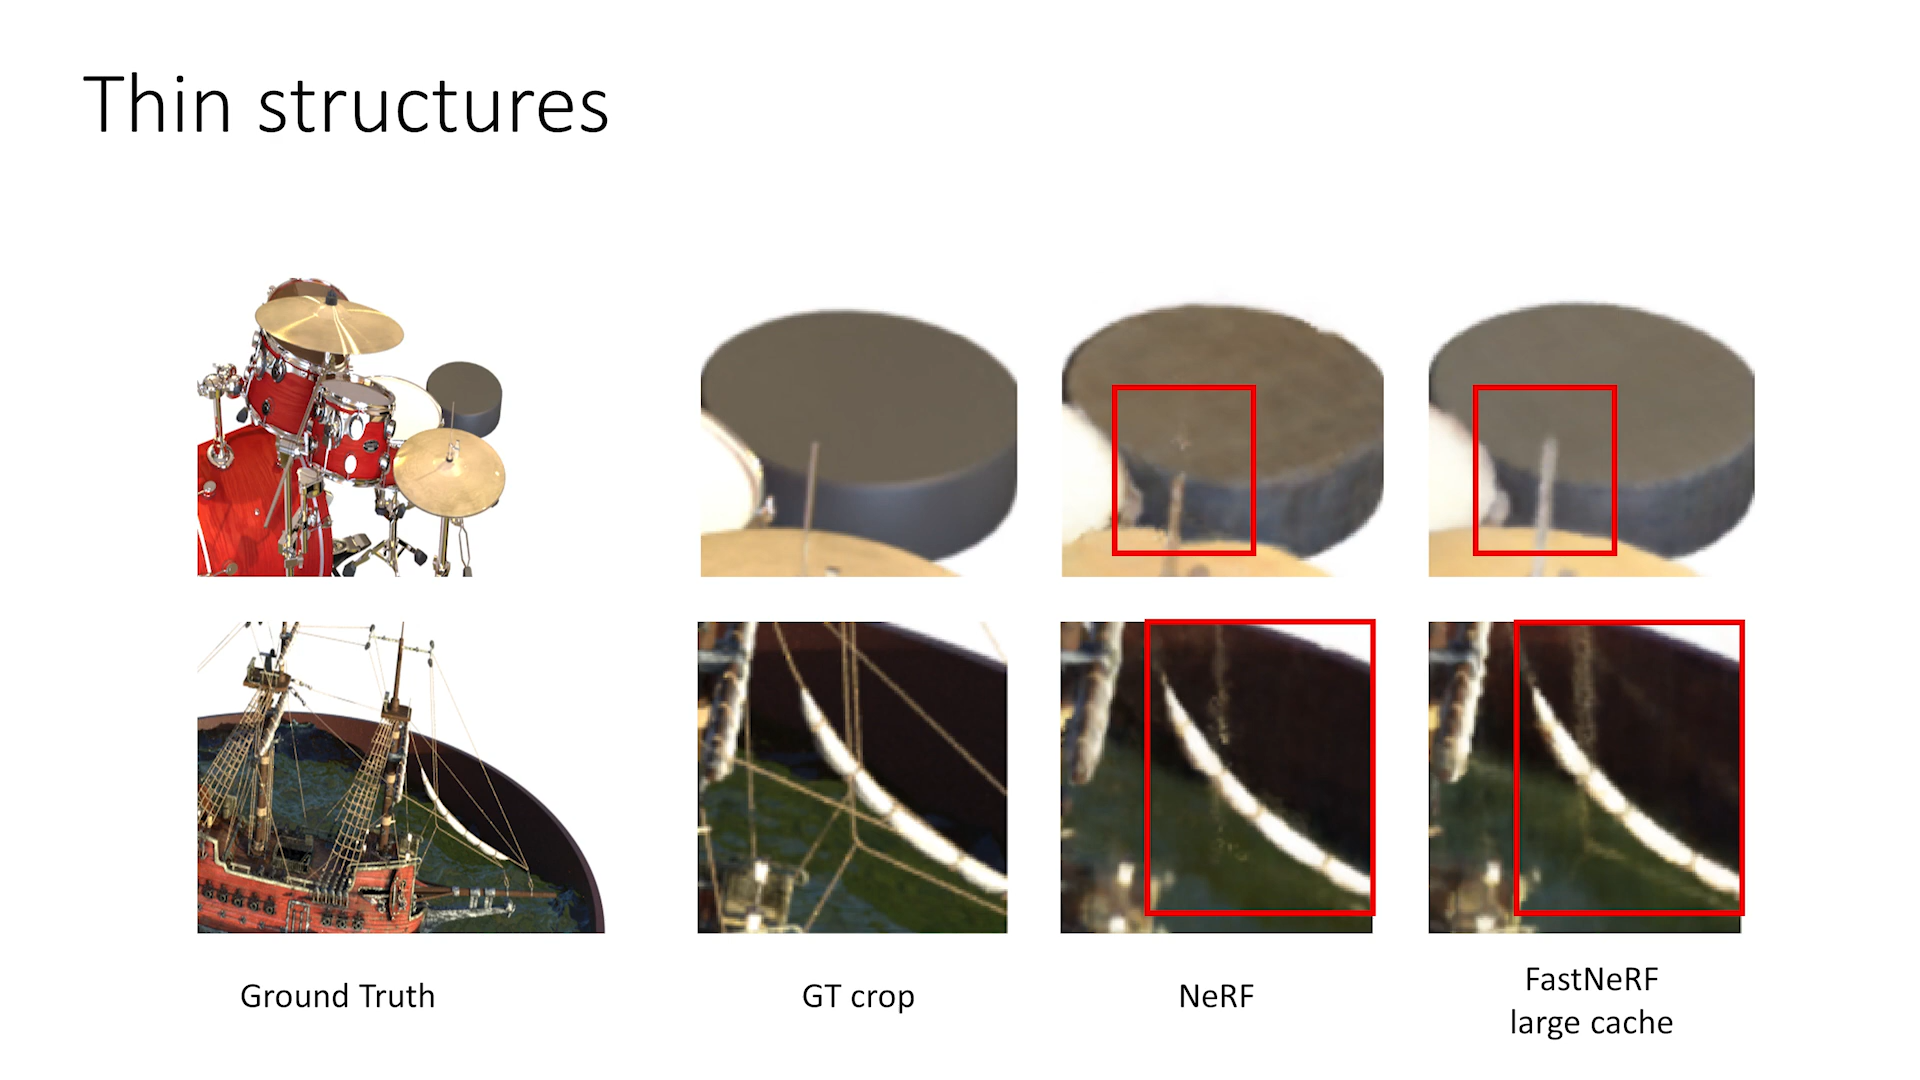 Thin structures
Ground Truth
GT crop
NeRF
FastNeRF
large cache